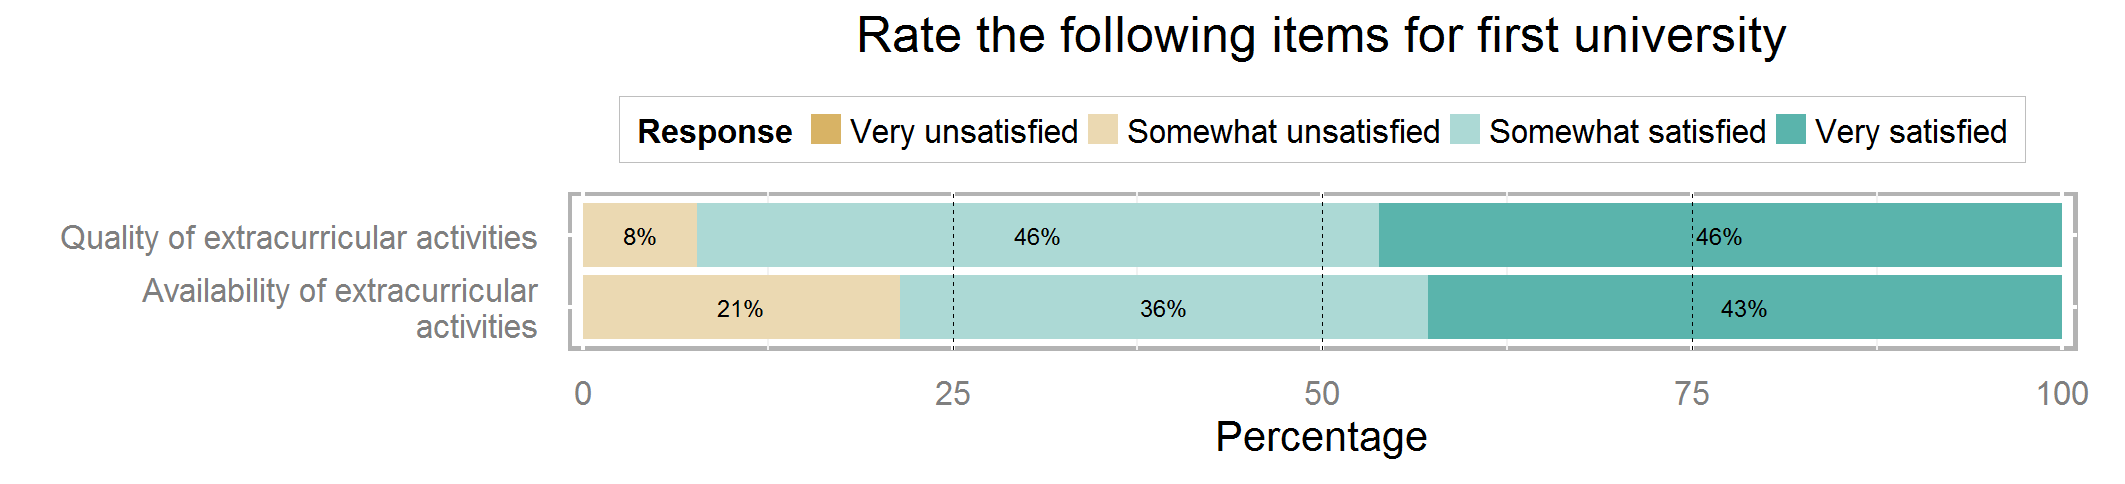 Rate the following items for first university
Response Very unsatisfied Somewhat unsatisfied Somewhat satisfied Very satisfied
Quality of extracurricular activities 8% 46% 46%
Availability of extracurricular
activities
21% 36% 43%
0 25 50 75 100
Percentage